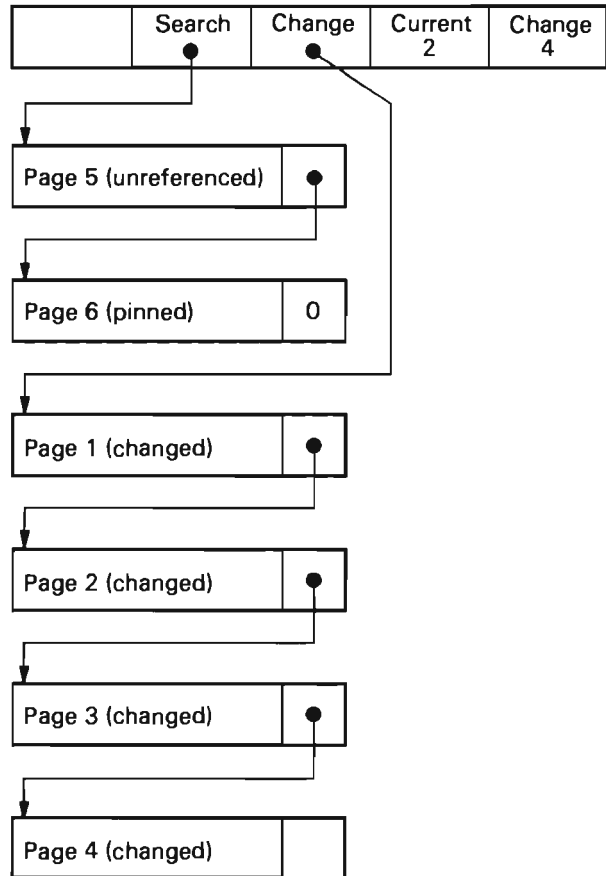 Search Change Current Change
2 4
Page 5 (unreferenced)
Page 6 (pinned) 0
Page 1 (changed)
Page 2 (changed)
Page 3 (changed)
Page 4 (changed)